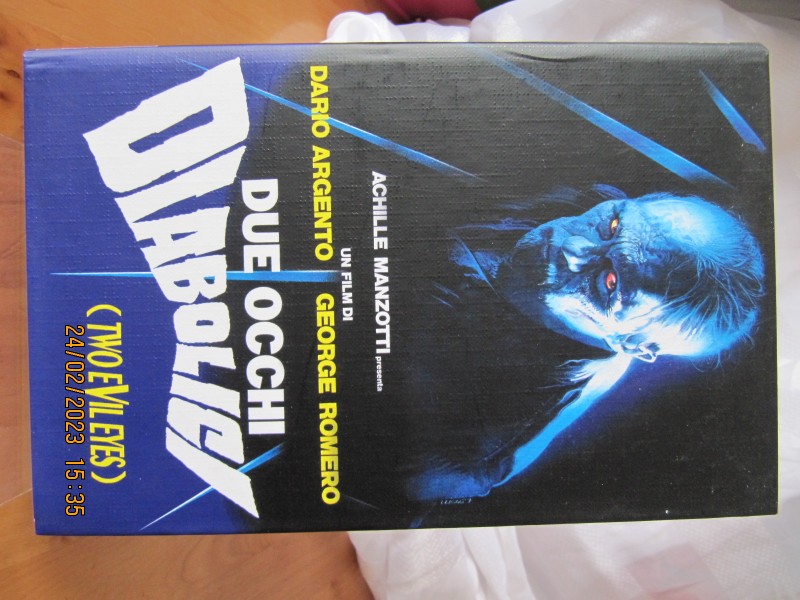 ACHILLE MANZOTTI presenta
UN FILM DI
DARIO ARGENTO GEORGE ROMERO
DUE OCCHI
DIABOLICI
(TWO EVIL EYES)
24/02/2023 15:35